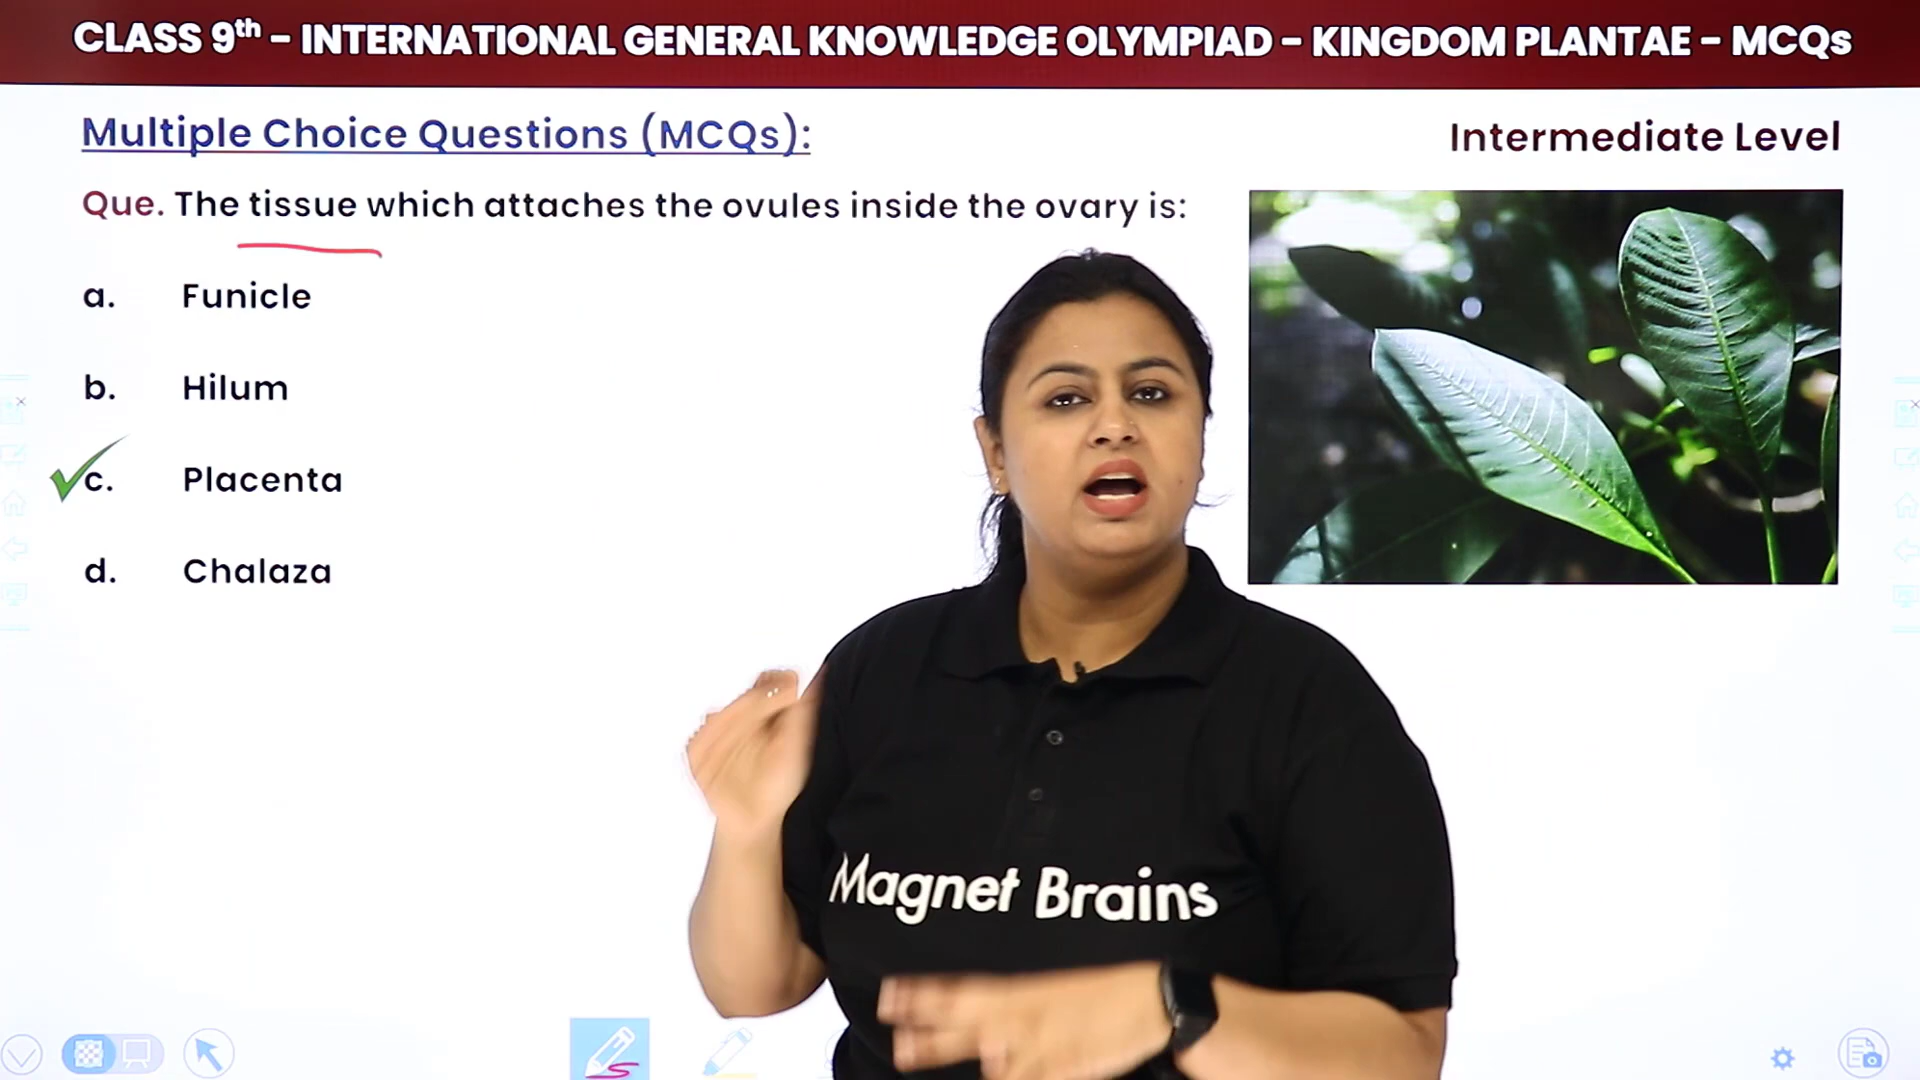 CLASS 9th – INTERNATIONAL GENERAL KNOWLEDGE OLYMPIAD – KINGDOM PLANTAE – MCQs
Multiple Choice Questions (MCQs):
Intermediate Level
Que. The tissue which attaches the ovules inside the ovary is:
a. Funicle
b. Hilum
c. Placenta
d. Chalaza
Magnet Brains